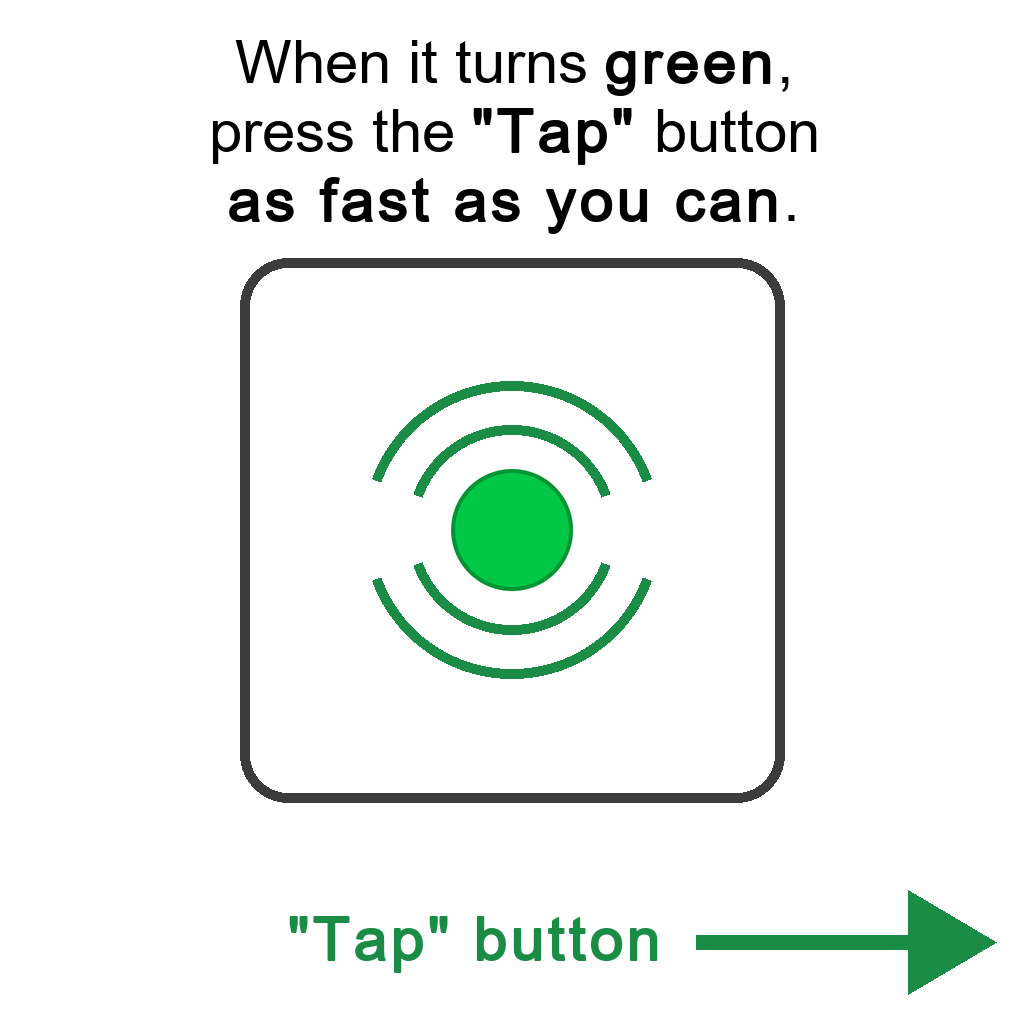 When it turns green,
press the "Tap" button
as fast as you can.
"Tap" button